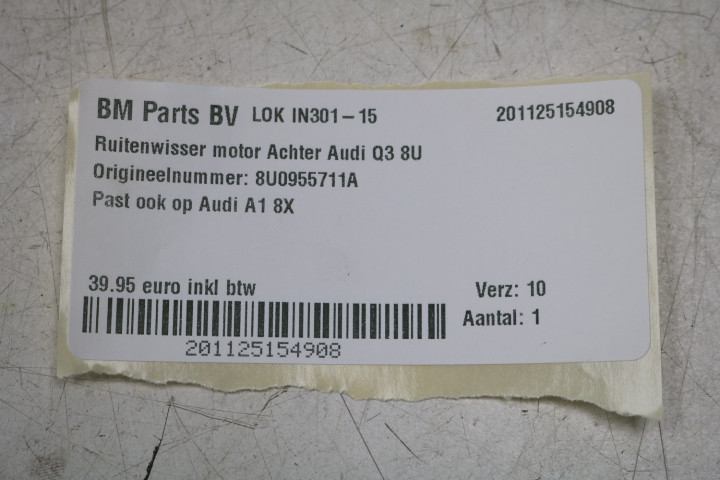 BM Parts BV LOK IN301-15 201125154908
Ruitenwisser motor Achter Audi Q3 8U
Origineelnummer: 8U0955711A
Past ook op Audi A1 8X
39.95 euro inkl btw Verz: 10
Aantal: 1
201125154908